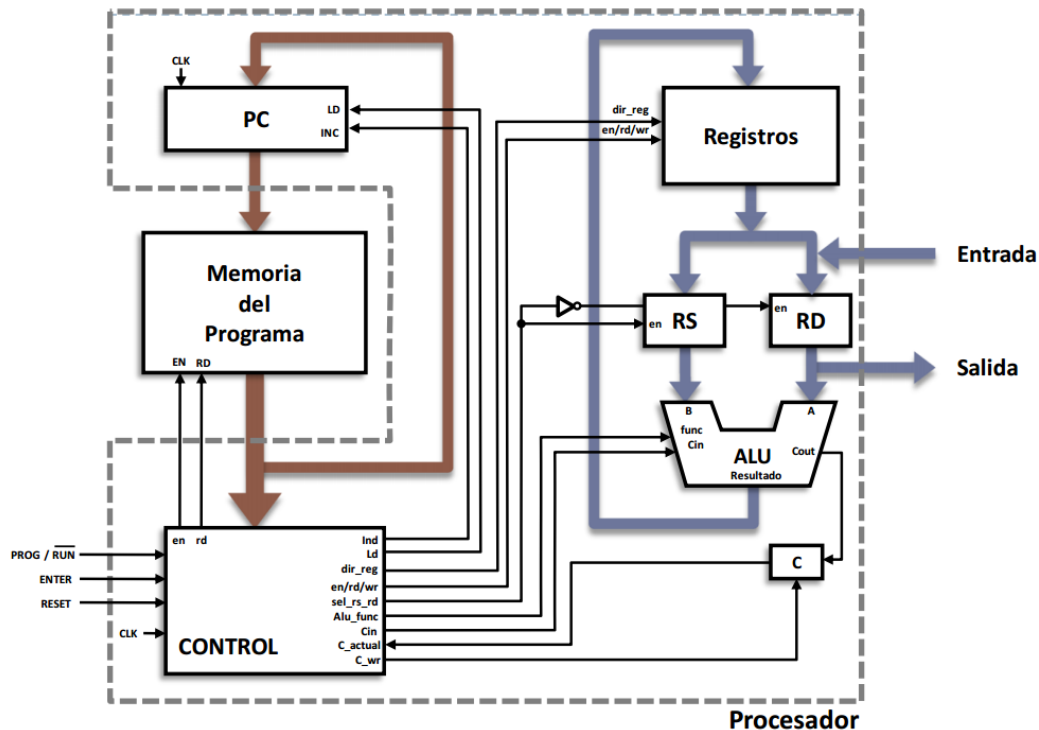 CLK
PC
LD
INC
dir_reg
en/rd/wr
Registros
Memoria
del
Programa
EN RD
Entrada
en
RS
en
RD
Salida
B
A
func
Cin
ALU
Cout
Resultado
en rd
PROG / RUN
ENTER
RESET
CLK
CONTROL
Ind
Ld
dir_reg
en/rd/wr
sel_rs_rd
Alu_func
Cin
C_actual
C_wr
C
Procesador